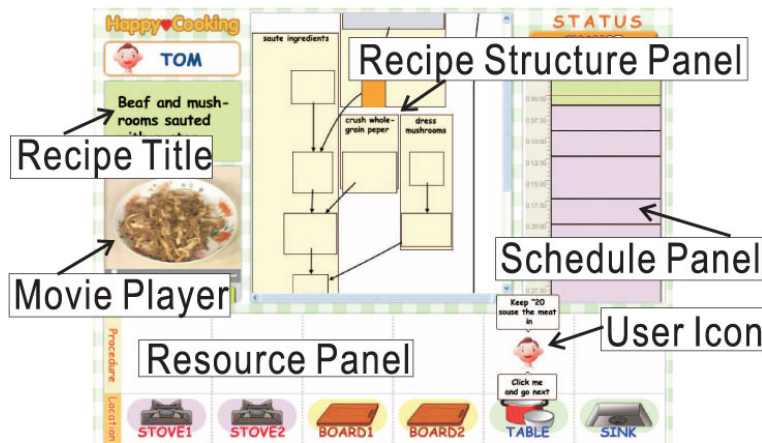 Happy Cooking
STATUS
TOM
saute ingredients
Recipe Structure Panel
Beaf and mush-
rooms sauted
crush whole-
grain peper
dress
mushrooms
Recipe Title
Schedule Panel
Movie Player
Keep "20
souse the meat
in
User Icon
Resource Panel
Click me
and go next
Procedure
Location
STOVE1
STOVE2
BOARD1
BOARD2
TABLE
SINK